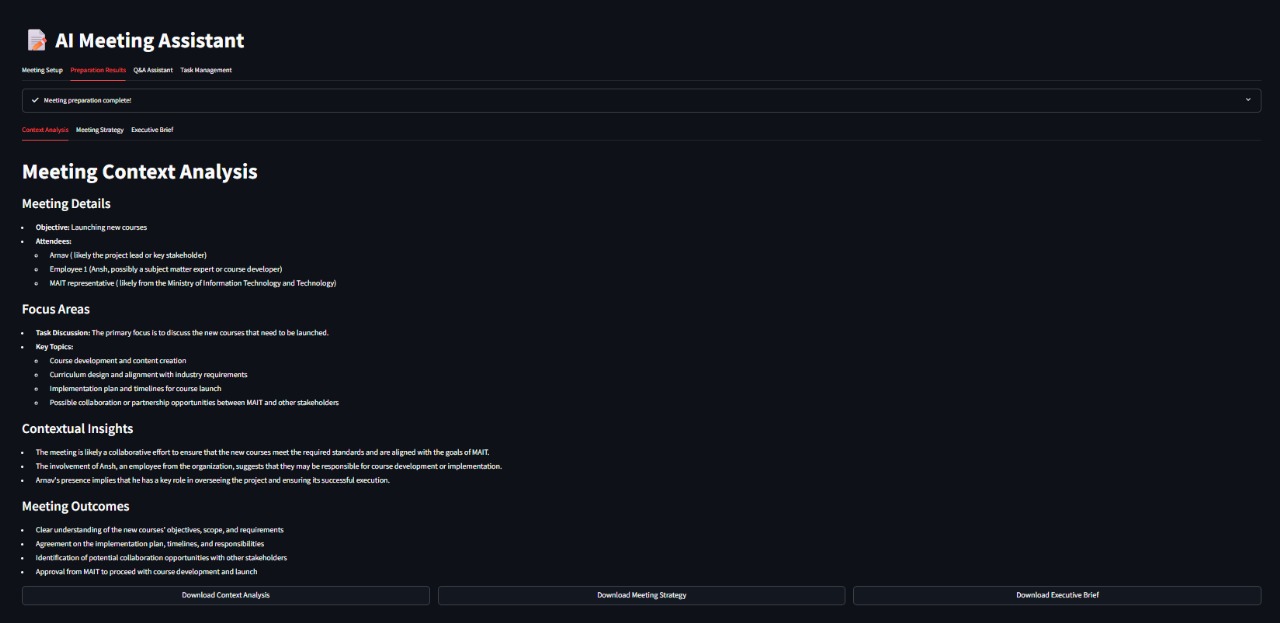 AI Meeting Assistant
Meeting Setup Preparation Results Q&A Assistant Task Management
Meeting preparation complete!
Context Analysis Meeting Strategy Executive Brief
Meeting Context Analysis
Meeting Details
• Objective: Launching new courses
• Attendees:
Arnav ( likely the project lead or key stakeholder)
Employee 1 (Ansh, possibly a subject matter expert or course developer)
MAIT representative ( likely from the Ministry of Information Technology and Technology)
Focus Areas
• Task Discussion: The primary focus is to discuss the new courses that need to be launched.
• Key Topics:
Course development and content creation
Curriculum design and alignment with industry requirements
Implementation plan and timelines for course launch
Possible collaboration or partnership opportunities between MAIT and other stakeholders
Contextual Insights
• The meeting is likely a collaborative effort to ensure that the new courses meet the required standards and are aligned with the goals of MAIT.
• The involvement of Ansh, an employee from the organization, suggests that they may be responsible for course development or implementation.
• Arnav's presence implies that he has a key role in overseeing the project and ensuring its successful execution.
Meeting Outcomes
• Clear understanding of the new courses' objectives, scope, and requirements
• Agreement on the implementation plan, timelines, and responsibilities
• Identification of potential collaboration opportunities with other stakeholders
• Approval from MAIT to proceed with course development and launch
Download Context Analysis Download Meeting Strategy Download Executive Brief